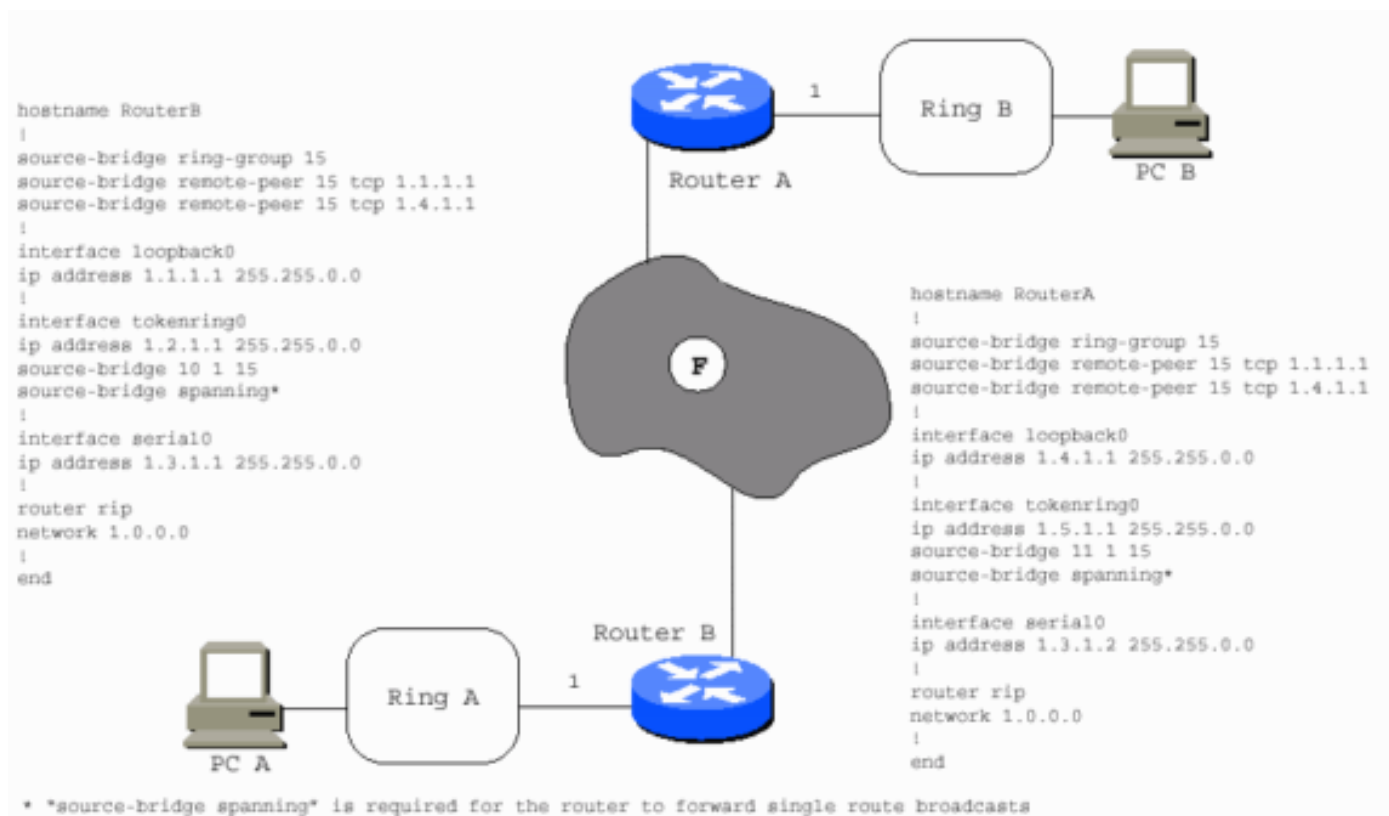 hostname RouterB
!
source-bridge ring-group 15
source-bridge remote-peer 15 tcp 1.1.1.1
source-bridge remote-peer 15 tcp 1.4.1.1
!
interface loopback0
ip address 1.1.1.1 255.255.0.0
!
interface tokenring0
ip address 1.2.1.1 255.255.0.0
source-bridge 10 1 15
source-bridge spanning*
!
interface serial0
ip address 1.3.1.1 255.255.0.0
!
router rip
network 1.0.0.0
!
end
Router A
1
Ring B
PC B
F
hostname RouterA
!
source-bridge ring-group 15
source-bridge remote-peer 15 tcp 1.1.1.1
source-bridge remote-peer 15 tcp 1.4.1.1
!
interface loopback0
ip address 1.4.1.1 255.255.0.0
!
interface tokenring0
ip address 1.5.1.1 255.255.0.0
source-bridge 11 1 15
source-bridge spanning*
!
interface serial0
ip address 1.3.1.2 255.255.0.0
!
router rip
network 1.0.0.0
!
end
Router B
1
Ring A
PC A
* "source-bridge spanning" is required for the router to forward single route broadcasts